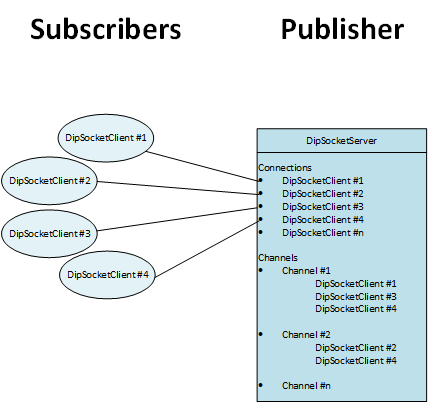 Subscribers
Publisher
DipSocketClient #1
DipSocketClient #2
DipSocketClient #3
DipSocketClient #4
DipSocketServer
Connections
• DipSocketClient #1
• DipSocketClient #2
• DipSocketClient #3
• DipSocketClient #4
• DipSocketClient #n
Channels
• Channel #1
DipSocketClient #1
DipSocketClient #3
DipSocketClient #4
• Channel #2
DipSocketClient #2
DipSocketClient #4
• Channel #n